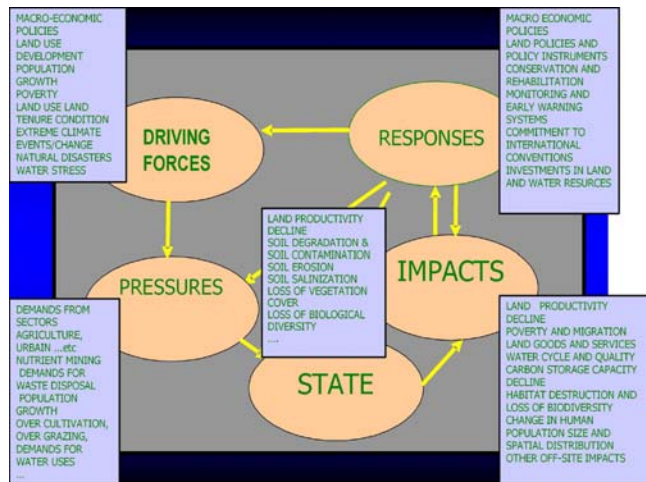 MACRO-ECONOMIC
POLICIES
LAND USE
DEVELOPMENT
POPULATION
GROWTH
POVERTY
LAND USE LAND
TENURE CONDITION
EXTREME CLIMATE
EVENTS/CHANGE
NATURAL DISASTERS
WATER STRESS
DRIVING
FORCES
RESPONSES
MACRO ECONOMIC
POLICIES
LAND POLICIES AND
POLICY INSTRUMENTS
CONSERVATION AND
REHABILITATION
MONITORING AND
EARLY WARNING
SYSTEMS
COMMITMENT TO
INTERNATIONAL
CONVENTIONS
INVESTMENTS IN LAND
AND WATER RESURCES
PRESSURES
LAND PRODUCTIVITY
DECLINE
SOIL DEGRADATION &
SOIL CONTAMINATION
SOIL EROSION
SOIL SALINIZATION
LOSS OF VEGETATION
COVER
LOSS OF BIOLOGICAL
DIVERSITY
....
IMPACTS
STATE
DEMANDS FROM
SECTORS
AGRICULTURE,
URBAIN ...etc
NUTRIENT MINING
DEMANDS FOR
WASTE DISPOSAL
POPULATION
GROWTH
OVER CULTIVATION,
OVER GRAZING,
DEMANDS FOR
WATER USES
...
LAND PRODUCTIVITY
DECLINE
POVERTY AND MIGRATION
LAND GOODS AND SERVICES
WATER CYCLE AND QUALITY
CARBON STORAGE CAPACITY
DECLINE
HABITAT DESTRUCTION AND
LOSS OF BIODIVERSITY
CHANGE IN HUMAN
POPULATION SIZE AND
SPATIAL DISTRIBUTION
OTHER OFF-SITE IMPACTS